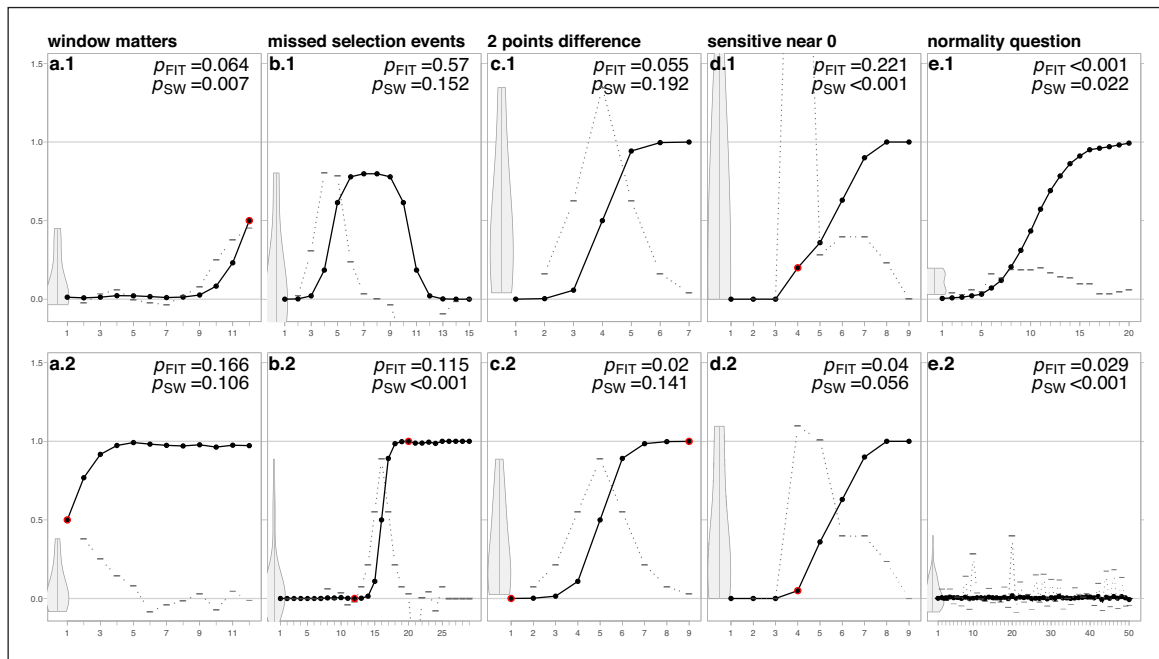 window matters
missed selection events
2 points difference
sensitive near 0
normality question
a.1
pFIT =0.064
pSW =0.007
b.1
pFIT =0.57
pSW =0.152
c.1
pFIT =0.055
pSW =0.192
d.1
pFIT =0.221
pSW <0.001
e.1
pFIT <0.001
pSW =0.022
1.5
1.0
0.5
0.0
1 3 5 7 9 11
1 3 5 7 9 11 13 15
1 2 3 4 5 6 7
1 2 3 4 5 6 7 8 9
1 5 10 15 20
a.2
pFIT =0.166
pSW =0.106
b.2
pFIT =0.115
pSW <0.001
c.2
pFIT =0.02
pSW =0.141
d.2
pFIT =0.04
pSW =0.056
e.2
pFIT =0.029
pSW <0.001
1.5
1.0
0.5
0.0
1 3 5 7 9 11
1 5 10 15 20 25
1 2 3 4 5 6 7 8 9
1 2 3 4 5 6 7 8 9
1 10 20 30 40 50